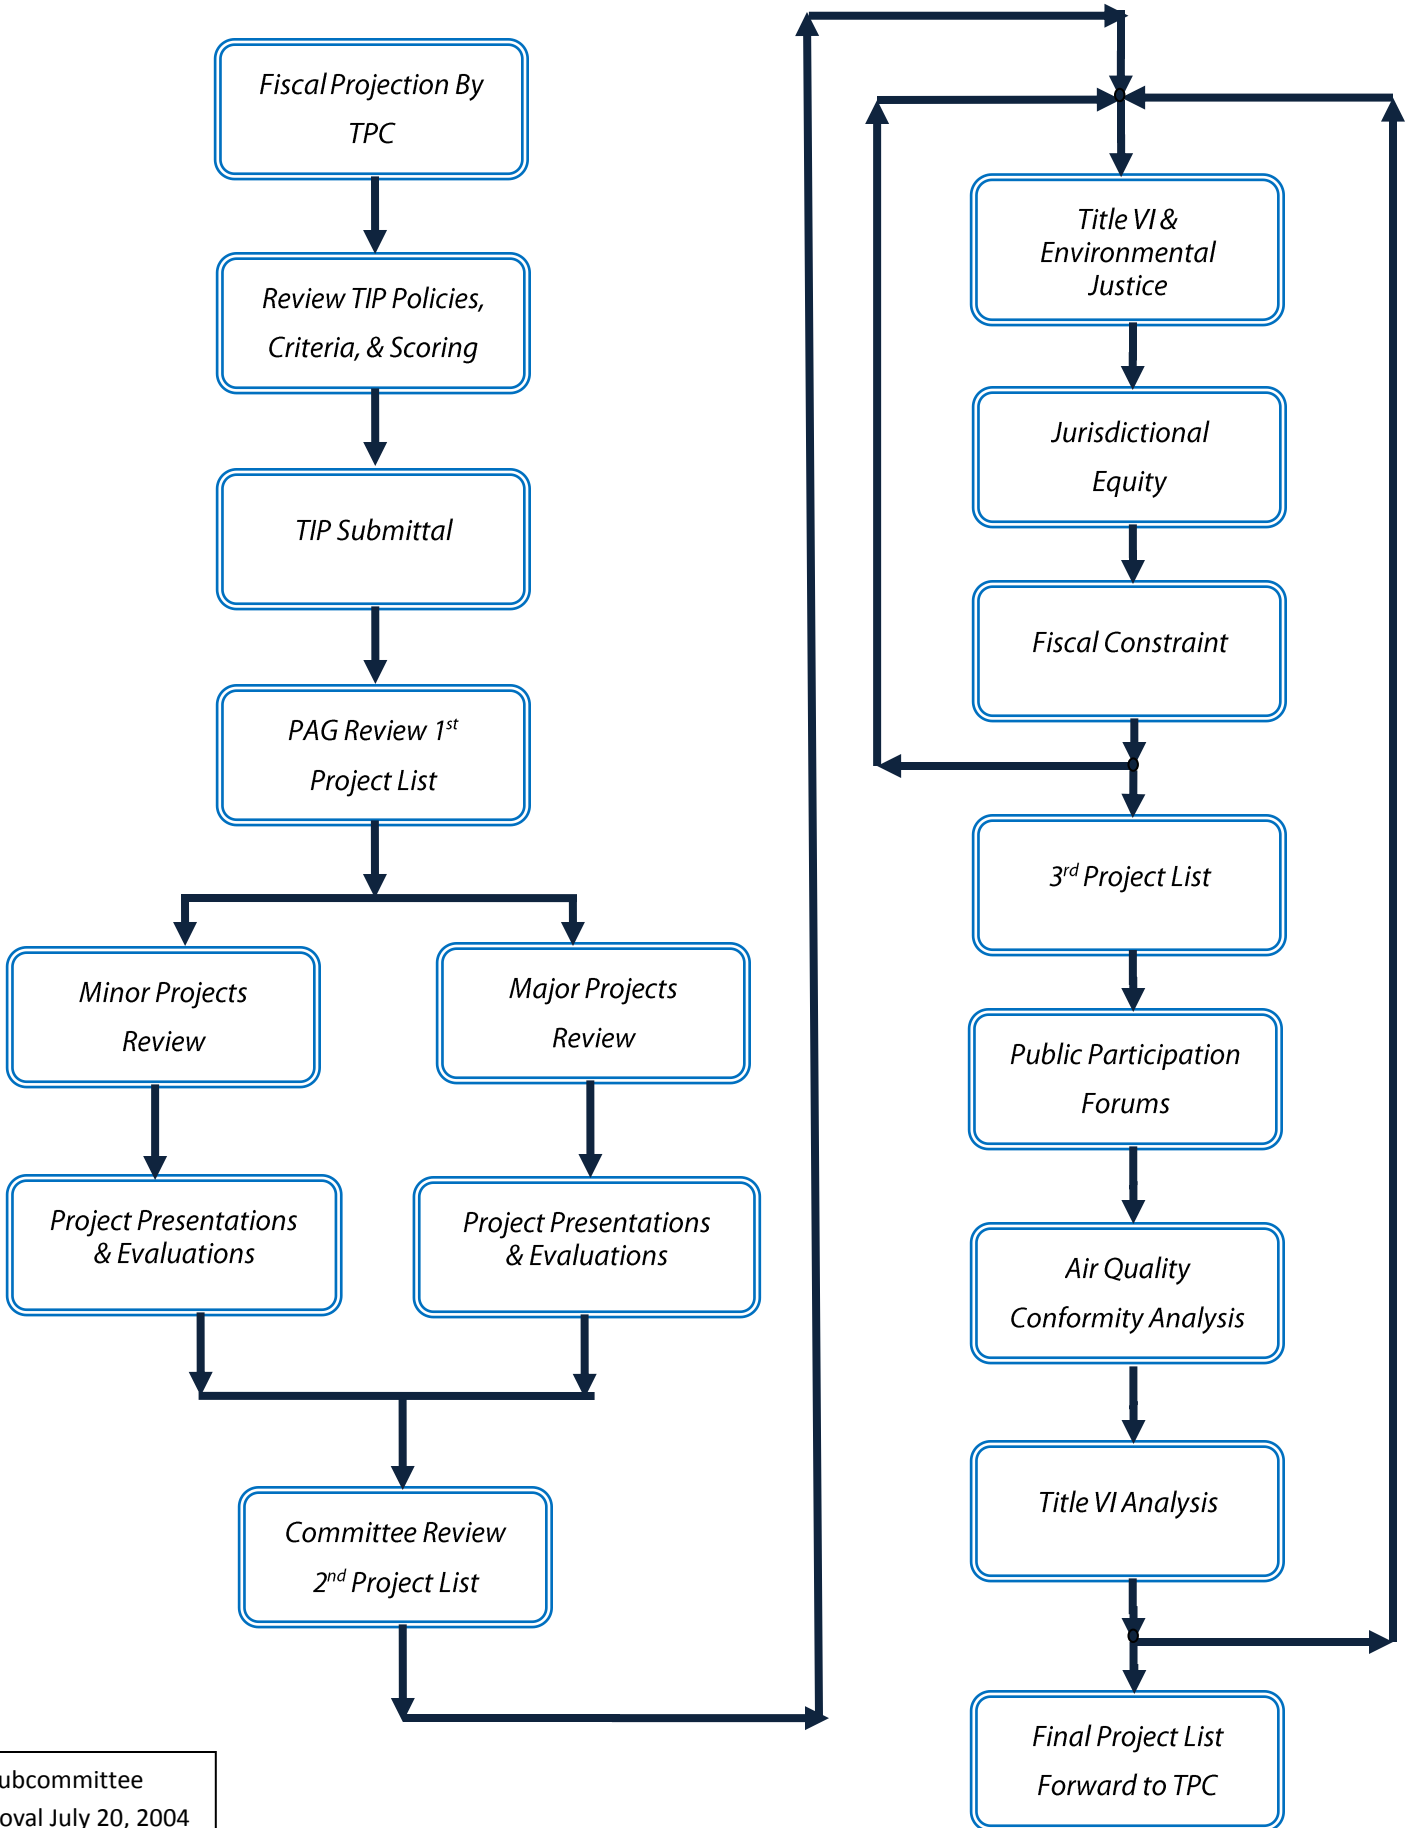 Fiscal Projection By
TPC
Review TIP Policies,
Criteria, & Scoring
TIP Submittal
PAG Review 1st
Project List
Minor Projects
Review
Major Projects
Review
Project Presentations
& Evaluations
Project Presentations
& Evaluations
Committee Review
2nd Project List
Title VI &
Environmental
Justice
Jurisdictional
Equity
Fiscal Constraint
3rd Project List
Public Participation
Forums
Air Quality
Conformity Analysis
Title VI Analysis
Final Project List
Forward to TPC
ubcommittee
oval July 20, 2004